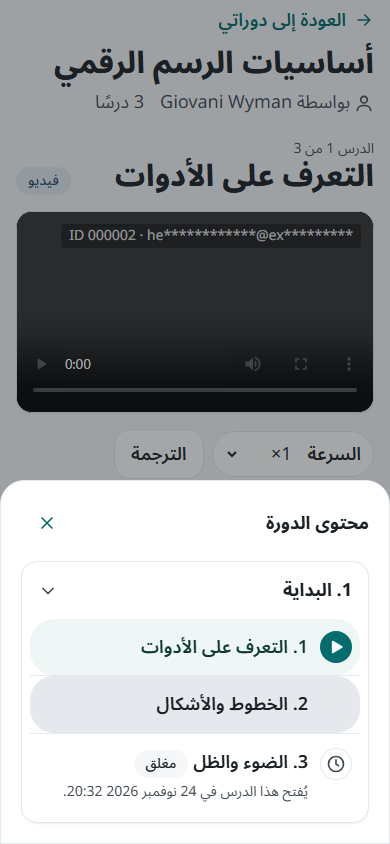 العودة إلى دوراتي
أساسيات الرسم الرقمي
بواسطة Giovani Wyman 3 درسًا
الدرس 1 من 3
التعرف على الأدوات فيديو
ID 000002 · he************@ex*********
0:00
السرعة 1× الترجمة
محتوى الدورة
1. البداية
1. التعرف على الأدوات
2. الخطوط والأشكال
3. الضوء والظل مغلق
يُفتح هذا الدرس في 24 نوفمبر 2026 20:32.